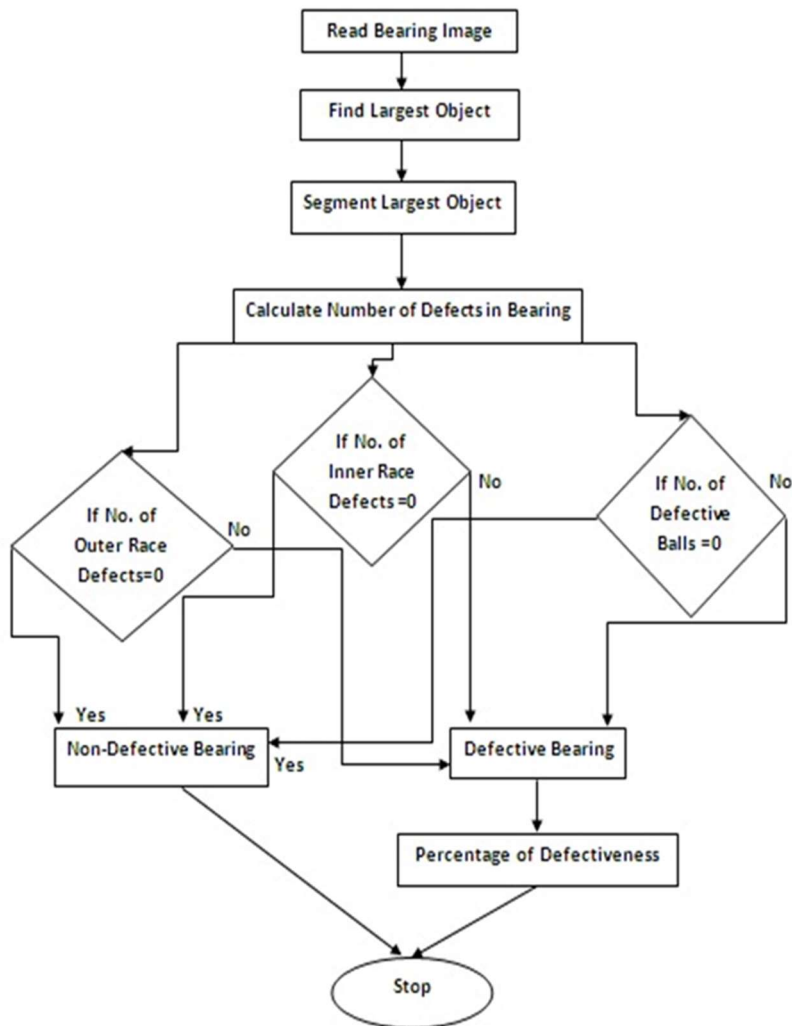 Read Bearing Image
Find Largest Object
Segment Largest Object
Calculate Number of Defects in Bearing
If No. of
Outer Race
Defects=0
No
If No. of
Inner Race
Defects =0
No
If No. of
Defective
Balls =0
No
Yes
Yes
Yes
Non-Defective Bearing
Defective Bearing
Percentage of Defectiveness
Stop